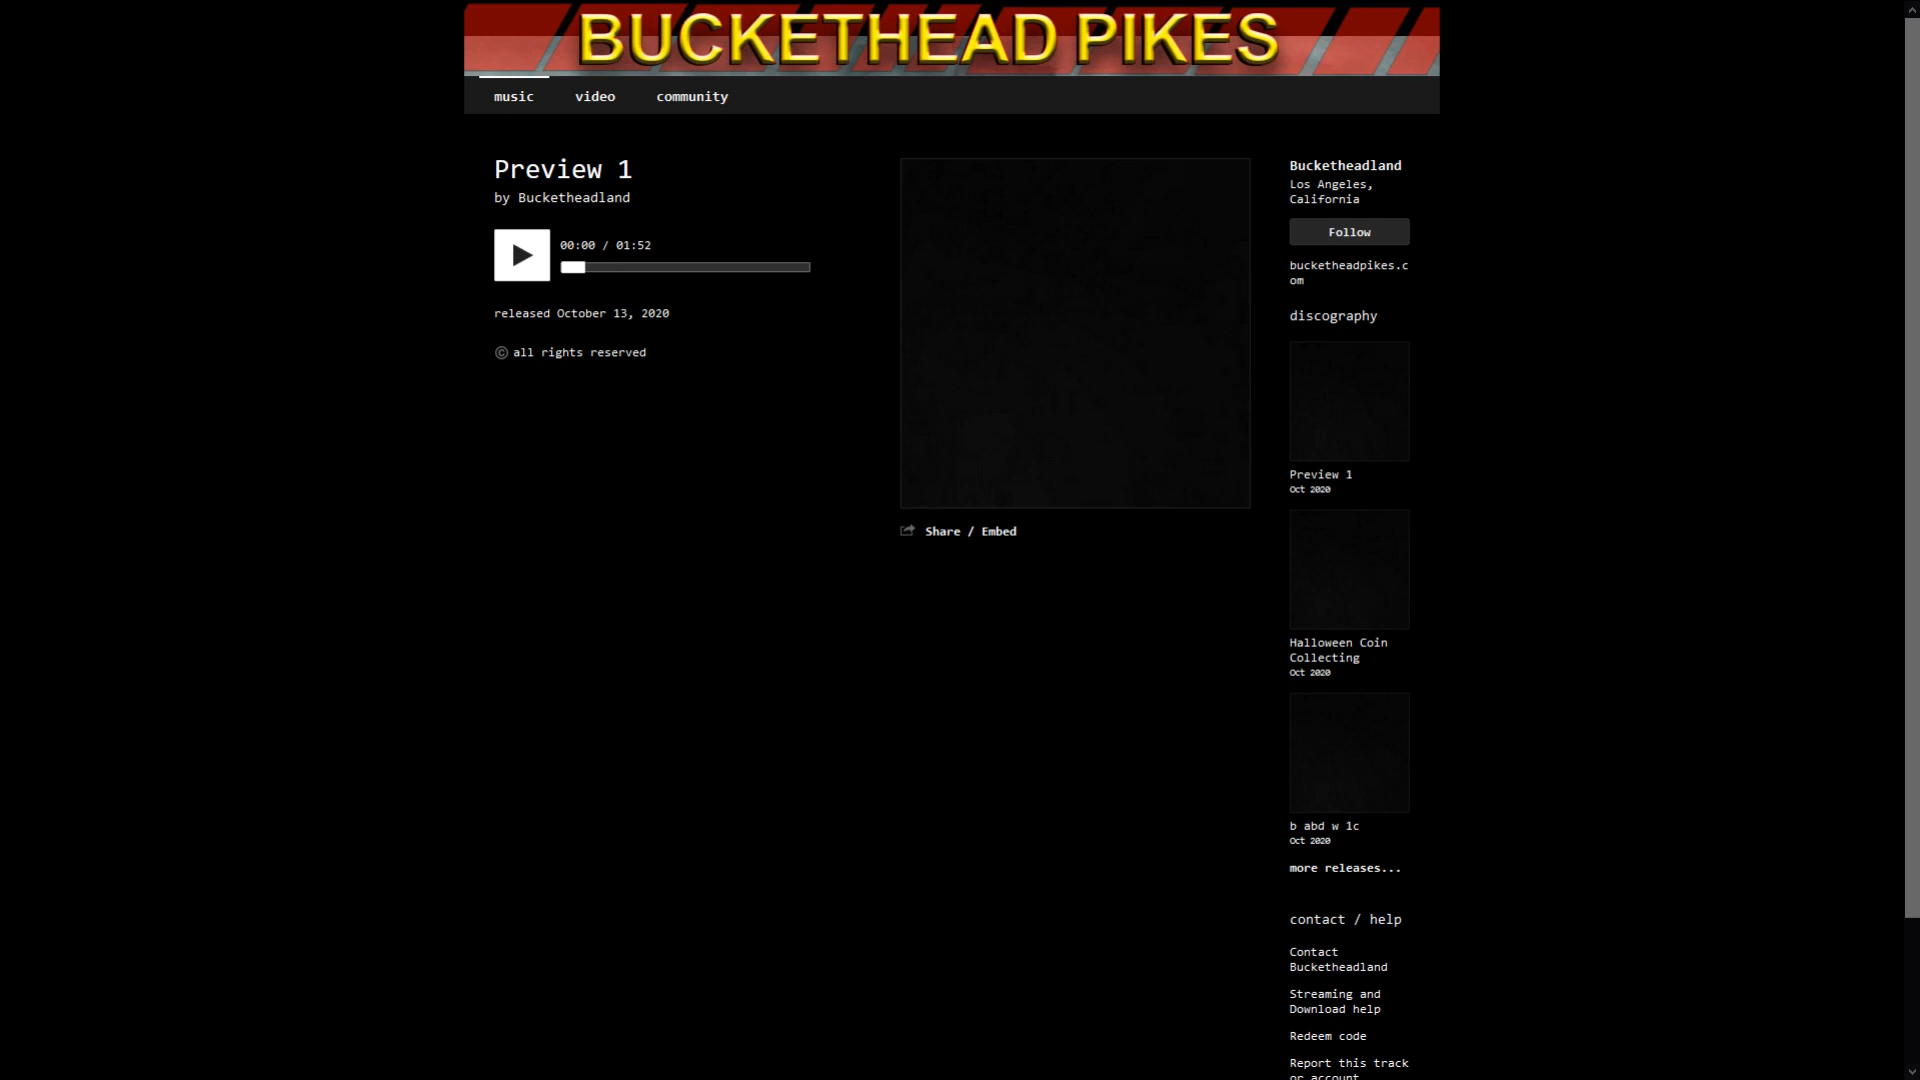 BUCKETHEAD PIKES
music
video
community
Preview 1
by Bucketheadland
00:00 / 01:52
released October 13, 2020
© all rights reserved
Share / Embed
Bucketheadland
Los Angeles,
California
Follow
bucketheadpikes.c
om
discography
Preview 1
Oct 2020
Halloween Coin
Collecting
Oct 2020
b abd w 1c
Oct 2020
more releases...
contact / help
Contact
Bucketheadland
Streaming and
Download help
Redeem code
Report this track
or account